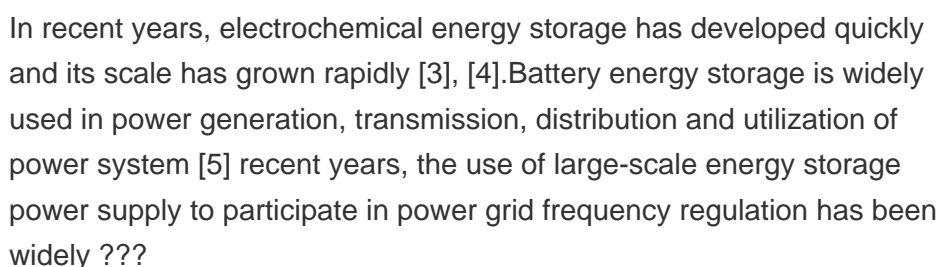 In recent years, electrochemical energy storage has developed quickly
and its scale has grown rapidly [3], [4].Battery energy storage is widely
used in power generation, transmission, distribution and utilization of
power system [5] recent years, the use of large-scale energy storage
power supply to participate in power grid frequency regulation has been
widely ???